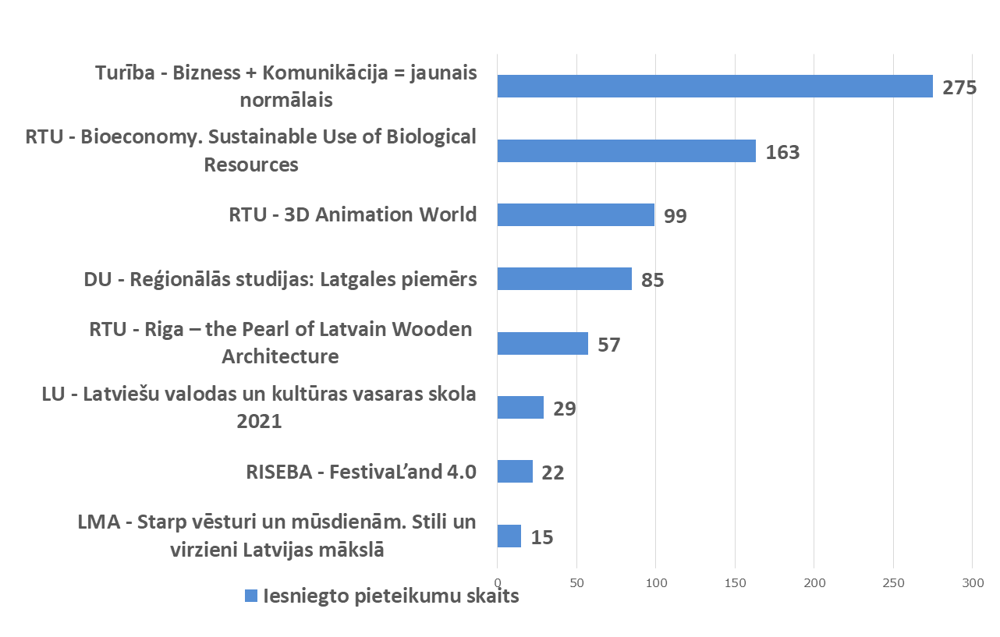 Turība - Bizness + Komunikācija = jaunais
normālais
275
RTU - Bioeconomy. Sustainable Use of Biological
Resources
163
RTU - 3D Animation World
99
DU - Reģionālās studijas: Latgales piemērs
85
RTU - Riga – the Pearl of Latvain Wooden
Architecture
57
LU - Latviešu valodas un kultūras vasaras skola
2021
29
RISEBA - FestivaL’and 4.0
22
LMA - Starp vēsturi un mūsdienām. Stili un
virzieni Latvijas mākslā
15
0 50 100 150 200 250 300
Iesniegto pieteikumu skaits